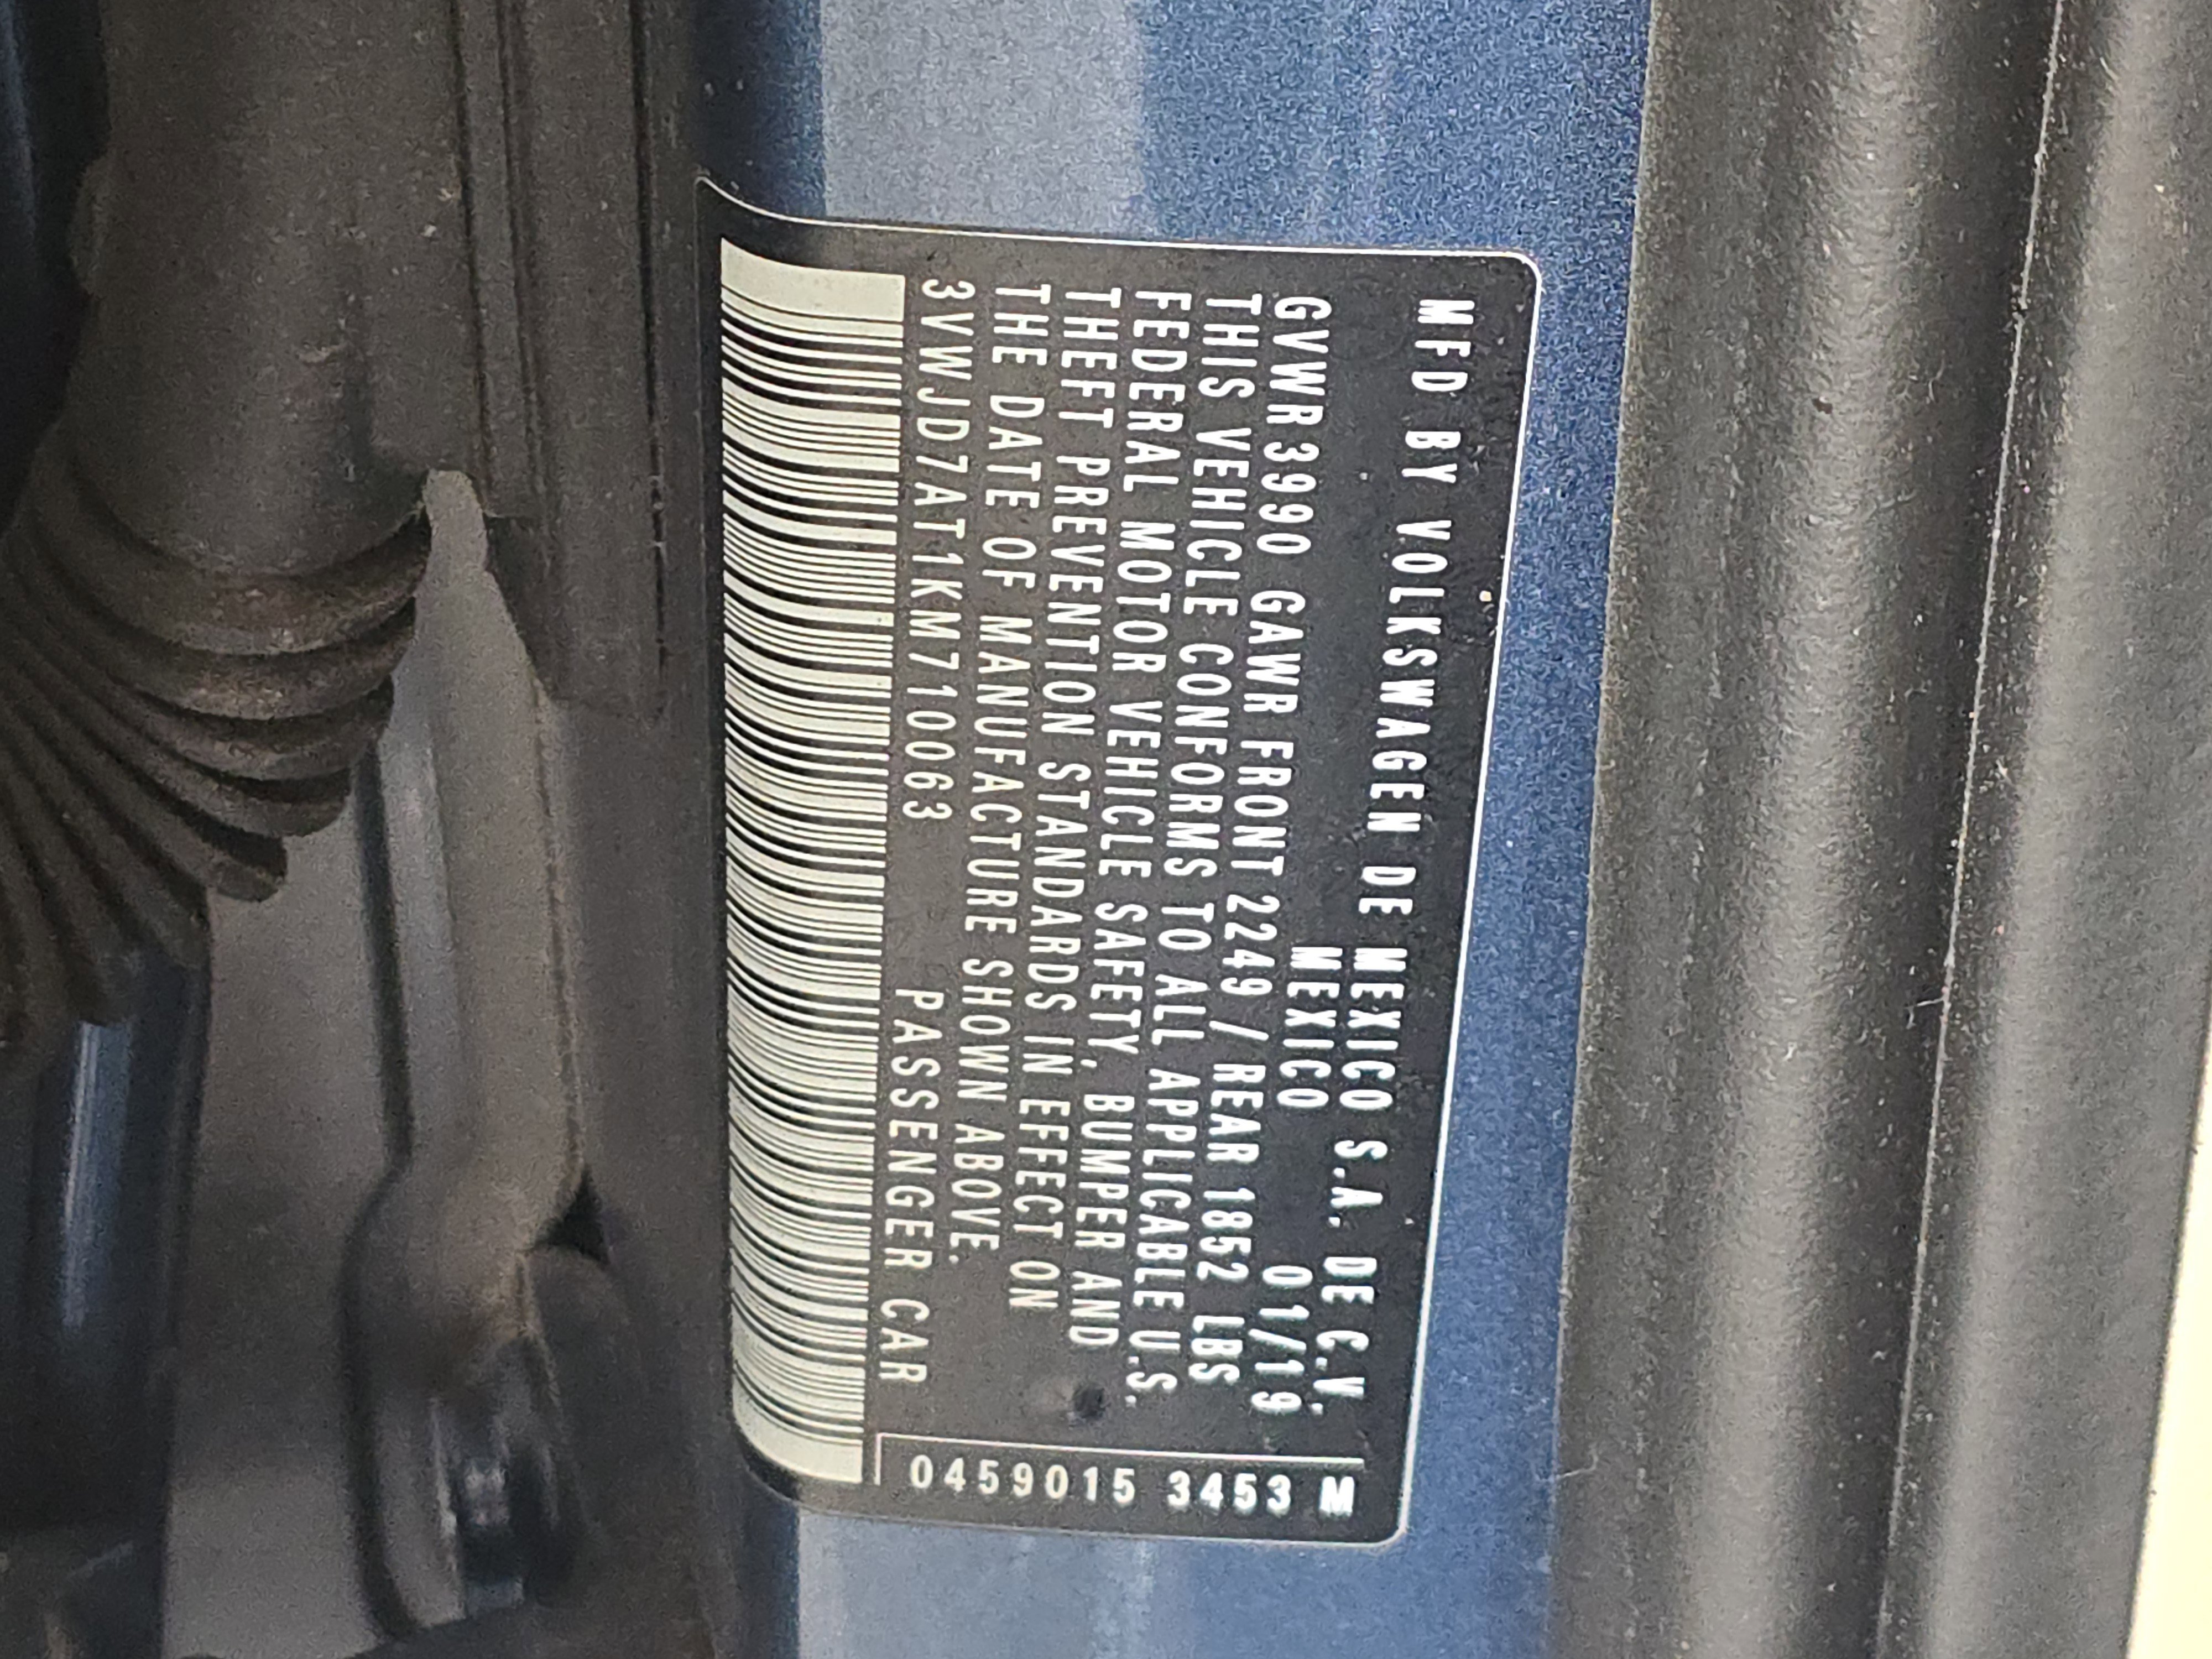 MFD BY VOLKSWAGEN DE MEXICO S.A. DE C.V.
MEXICO 01/19
GVWR 3990 GAWR FRONT 2249 / REAR 1852 LBS
THIS VEHICLE CONFORMS TO ALL APPLICABLE U.S.
FEDERAL MOTOR VEHICLE SAFETY, BUMPER AND
THEFT PREVENTION STANDARDS IN EFFECT ON
THE DATE OF MANUFACTURE SHOWN ABOVE.
3VWJD7AT1KM710063 PASSENGER CAR
0459015 3453 M